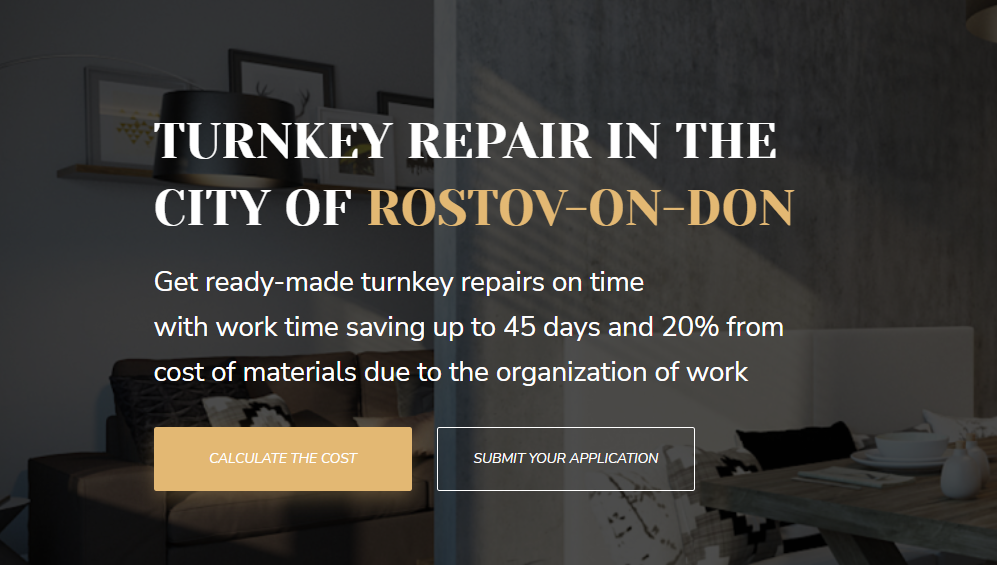 TURNKEY REPAIR IN THE
CITY OF ROSTOV-ON-DON
Get ready-made turnkey repairs on time
with work time saving up to 45 days and 20% from
cost of materials due to the organization of work
CALCULATE THE COST
SUBMIT YOUR APPLICATION